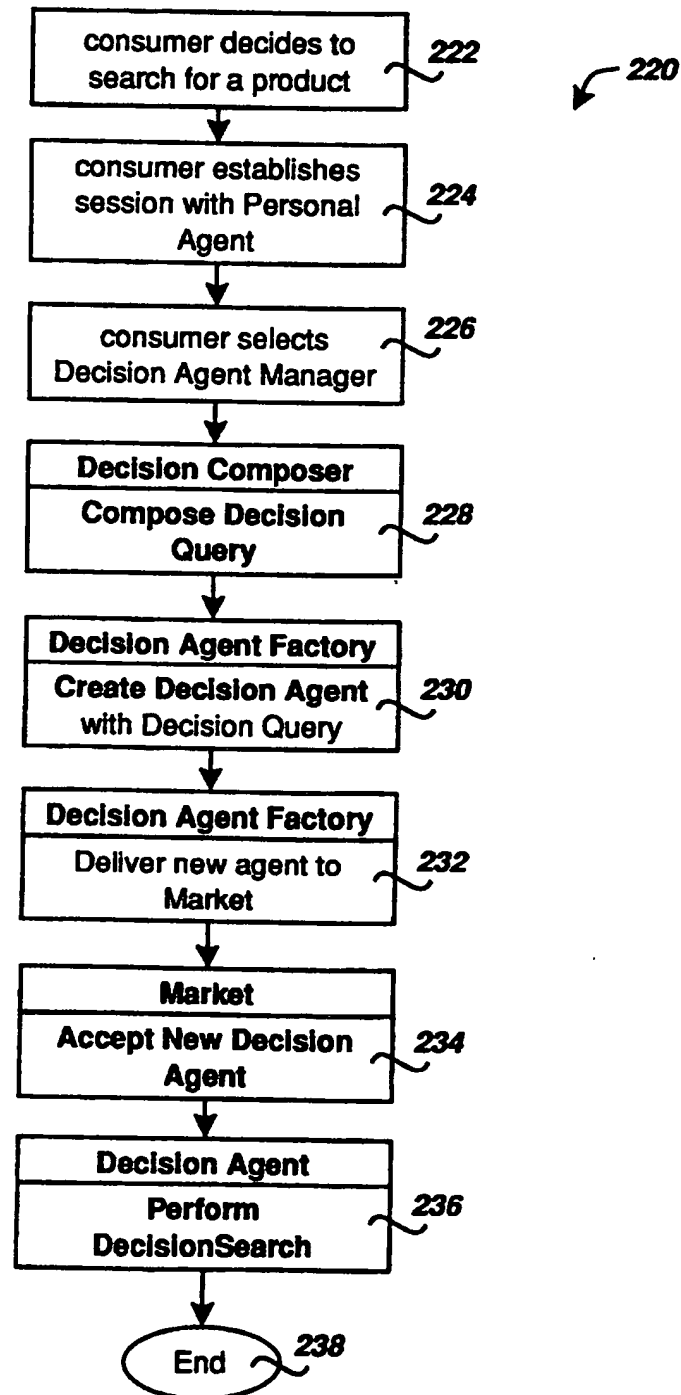 consumer decides to
search for a product
222
220
consumer establishes
session with Personal
Agent
224
consumer selects
Decision Agent Manager
226
Decision Composer
Compose Decision
Query
228
Decision Agent Factory
Create Decision Agent
with Decision Query
230
Decision Agent Factory
Deliver new agent to
Market
232
Market
Accept New Decision
Agent
234
Decision Agent
Perform
DecisionSearch
236
End
238